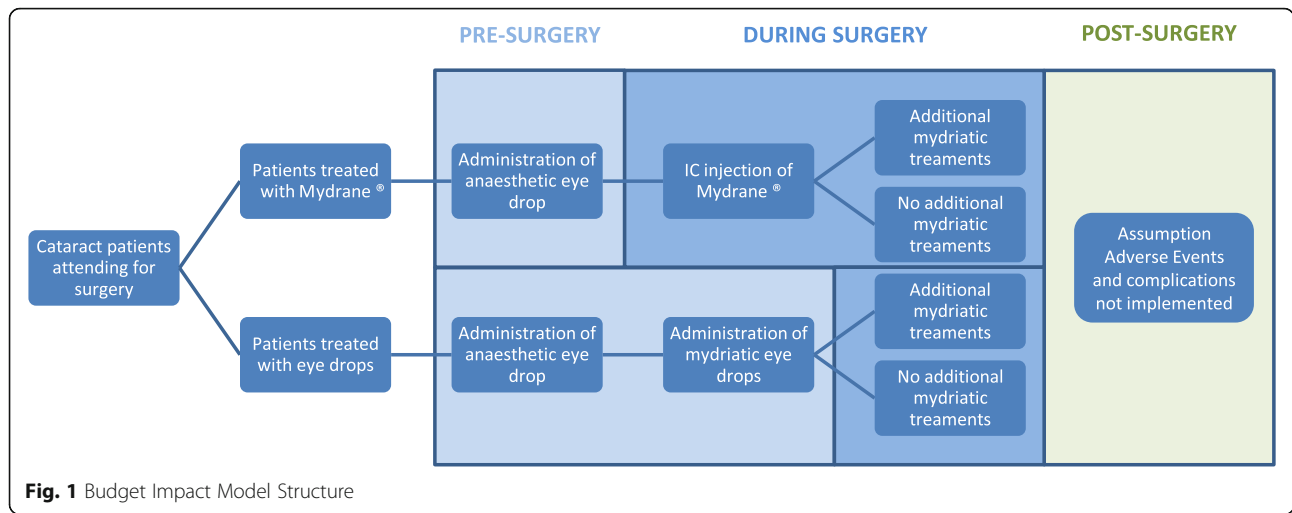 PRE-SURGERY
DURING SURGERY
POST-SURGERY
Cataract patients
attending for
surgery
Patients treated
with Mydrane ®
Administration of
anaesthetic eye
drop
IC injection of
Mydrane ®
Additional
mydriatic
treaments
No additional
mydriatic
treaments
Patients treated
with eye drops
Administration of
anaesthetic eye
drop
Administration of
mydriatic eye
drops
Additional
mydriatic
treaments
No additional
mydriatic
treaments
Assumption
Adverse Events
and complications
not implemented
Fig. 1 Budget Impact Model Structure